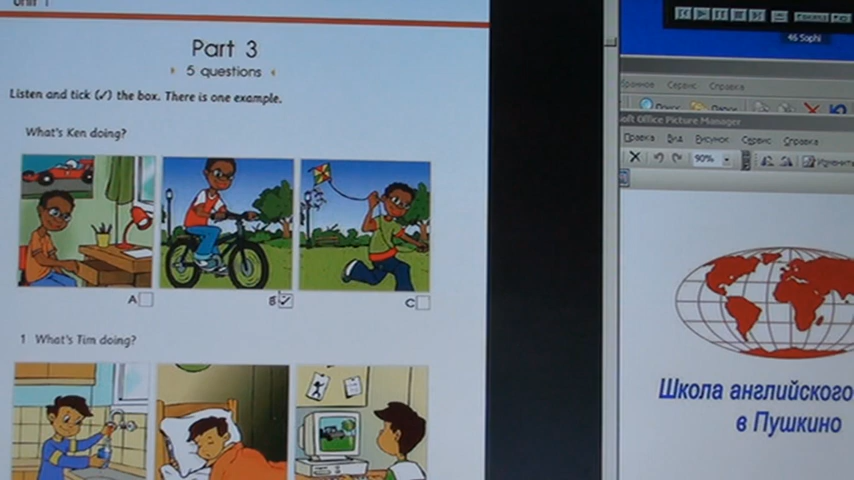 Unit 1
Part 3
5 questions
Listen and tick (✓) the box. There is one example.
What's Ken doing?
A
B
C
1 What's Tim doing?
46 Sophi
Сервис Справка
Поиск
Office Picture Manager
Правка Вид Рисунок Сервис Справка
90%
Школа английского
в Пушкино